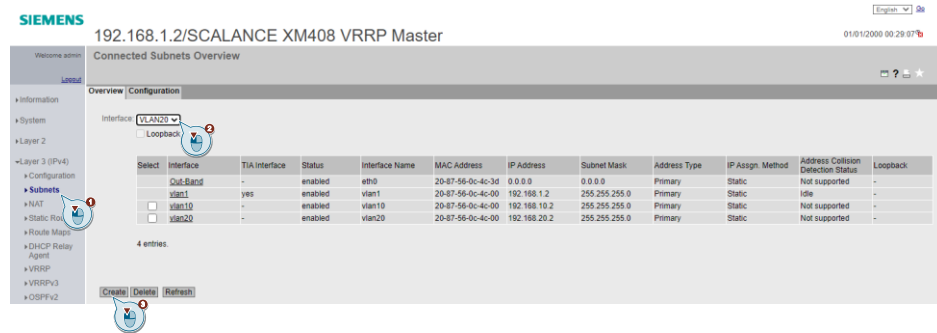 English Go
SIEMENS
192.168.1.2/SCALANCE XM408 VRRP Master
01/01/2000 00:29:07
Welcome admin
Connected Subnets Overview
Logout
?
Overview Configuration
Information
System
Layer 2
Layer 3 (IPv4)
Configuration
Subnets
NAT
Static
Route Maps
DHCP Relay
Agent
VRRP
VRRPv3
OSPFv2
1
Interface: VLAN20
2
Loopback
Select Interface TIA Interface Status Interface Name MAC Address IP Address Subnet Mask Address Type IP Assgn. Method Address Collision Detection Status Loopback
Out-Band - enabled eth0 20-87-56-0c-4c-3d 0.0.0.0 0.0.0.0 Primary Static Not supported -
vlan1 yes enabled vlan1 20-87-56-0c-4c-00 192.168.1.2 255.255.255.0 Primary Static Idle -
vlan10 - enabled vlan10 20-87-56-0c-4c-00 192.168.10.2 255.255.255.0 Primary Static Not supported -
vlan20 - enabled vlan20 20-87-56-0c-4c-00 192.168.20.2 255.255.255.0 Primary Static Not supported -
4 entries.
Create Delete Refresh
3